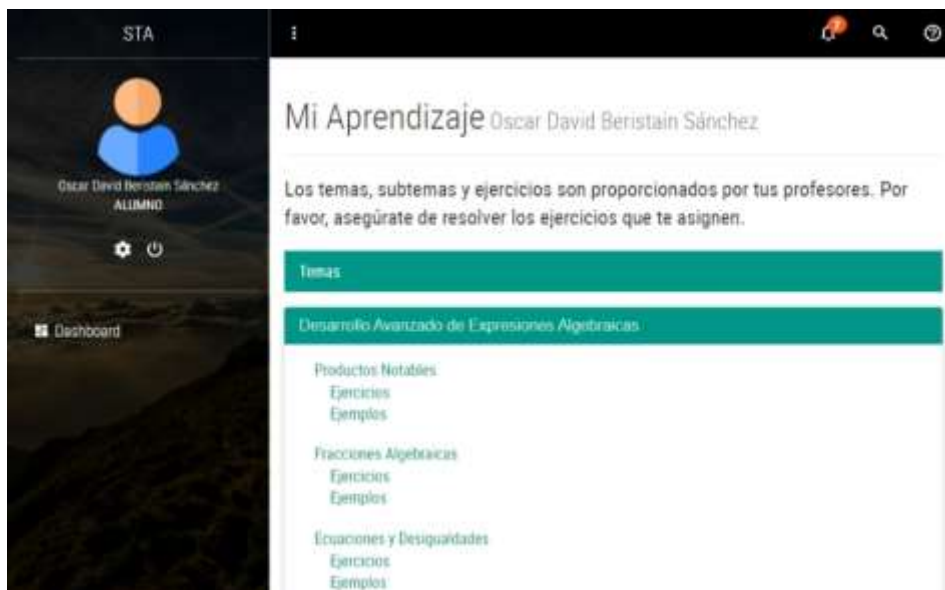 STA
Oscar David Beristain Sánchez
ALUMNO
Dashboard
Mi Aprendizaje Oscar David Beristain Sánchez
Los temas, subtemas y ejercicios son proporcionados por tus profesores. Por
favor, asegúrate de resolver los ejercicios que te asignen.
Temas
Desarrollo Avanzado de Expresiones Algebraicas
Productos Notables
Ejercicios
Ejemplos
Fracciones Algebraicas
Ejercicios
Ejemplos
Ecuaciones y Desigualdades
Ejercicios
Ejemplos